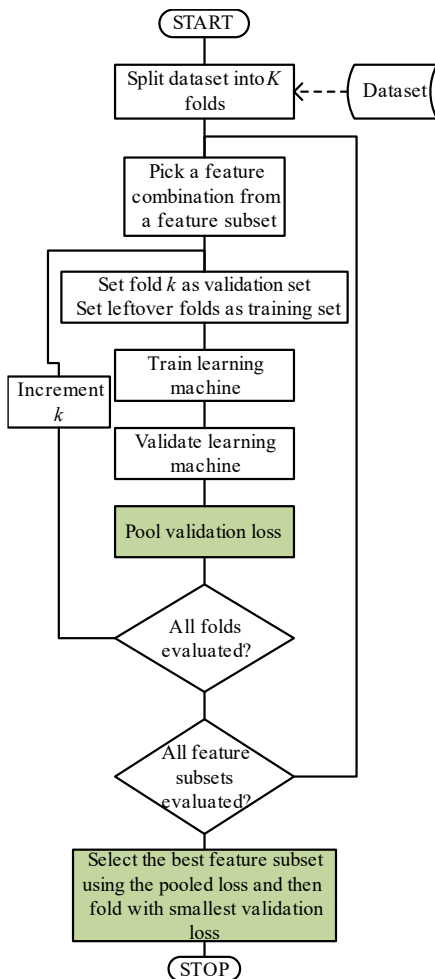 START
Split dataset into K
folds
Dataset
Pick a feature
combination from
a feature subset
Set fold k as validation set
Set leftover folds as training set
Train learning
machine
Increment
k
Validate learning
machine
Pool validation loss
All folds
evaluated?
All feature
subsets
evaluated?
Select the best feature subset
using the pooled loss and then
fold with smallest validation
loss
STOP